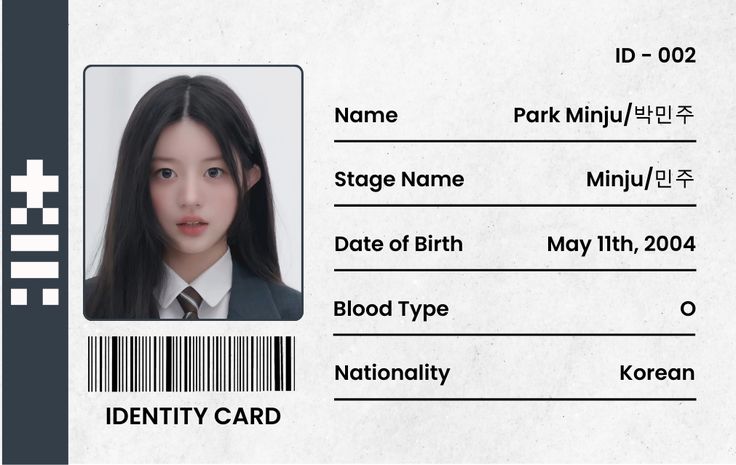 ID - 002
Name Park Minju/박민주
Stage Name Minju/민주
Date of Birth May 11th, 2004
Blood Type O
Nationality Korean
IDENTITY CARD